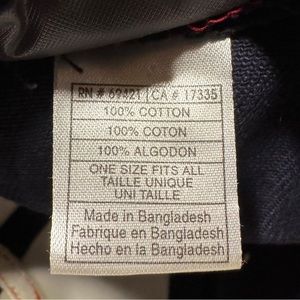 RN # 69421 CA # 17335
100% COTTON
100% COTON
100% ALGODON
ONE SIZE FITS ALL
TAILLE UNIQUE
UNI TAILLE
Made in Bangladesh
Fabrique en Bangladesh
Hecho en la Bangladesh